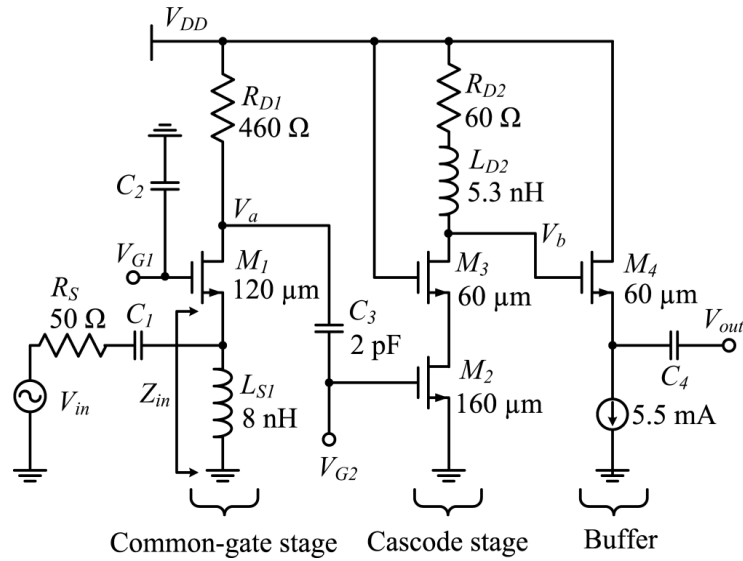 V_DD
R_D1
460 Ω
R_D2
60 Ω
L_D2
5.3 nH
C_2
V_a
V_b
V_G1
M_1
120 µm
M_3
60 µm
M_4
60 µm
R_S
50 Ω
C_1
C_3
2 pF
V_out
C_4
V_in
Z_in
L_S1
8 nH
M_2
160 µm
5.5 mA
V_G2
Common-gate stage
Cascode stage
Buffer